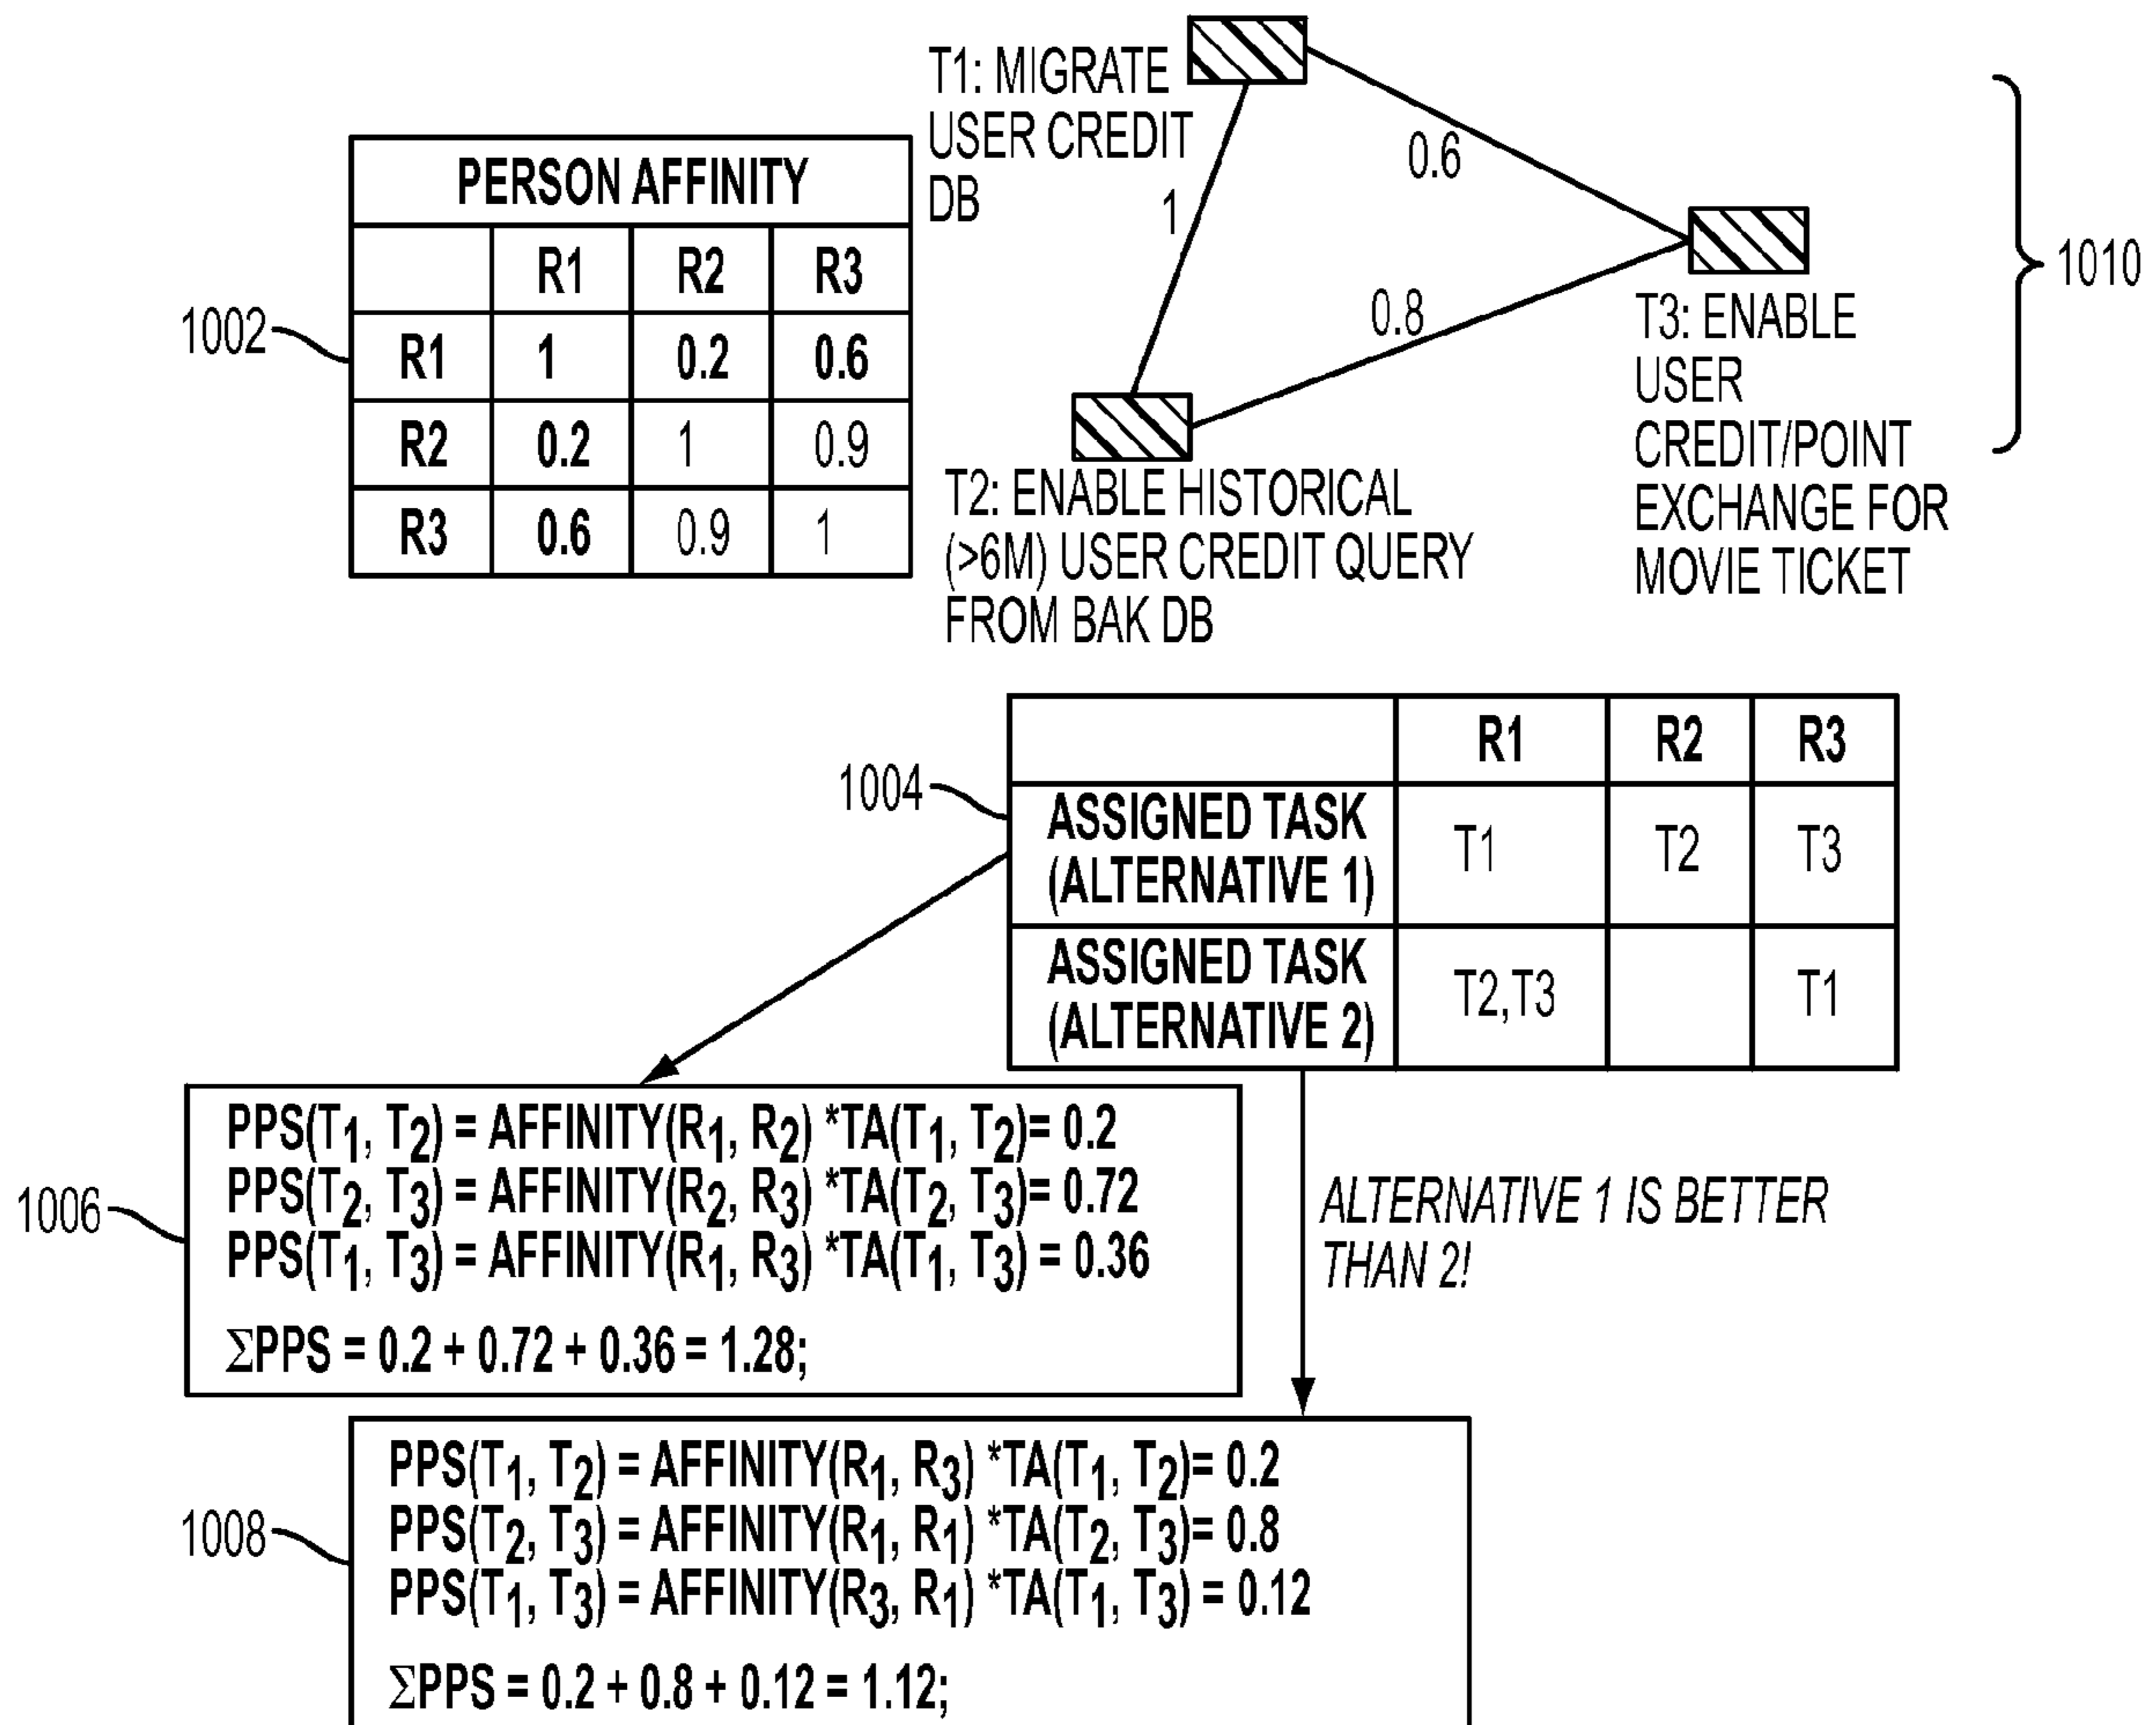 T1: MIGRATE
USER CREDIT
DB
0.6
1
0.8
T3: ENABLE
USER
CREDIT/POINT
EXCHANGE FOR
MOVIE TICKET
1010
T2: ENABLE HISTORICAL
(>6M) USER CREDIT QUERY
FROM BAK DB
PERSON AFFINITY
R1 R2 R3
1002
R1 1 0.2 0.6
R2 0.2 1 0.9
R3 0.6 0.9 1
R1 R2 R3
1004
ASSIGNED TASK
(ALTERNATIVE 1)
T1 T2 T3
ASSIGNED TASK
(ALTERNATIVE 2)
T2,T3 T1
1006
PPS(T1, T2) = AFFINITY(R1, R2) *TA(T1, T2)= 0.2
PPS(T2, T3) = AFFINITY(R2, R3) *TA(T2, T3)= 0.72
PPS(T1, T3) = AFFINITY(R1, R3) *TA(T1, T3) = 0.36
ΣPPS = 0.2 + 0.72 + 0.36 = 1.28;
ALTERNATIVE 1 IS BETTER
THAN 2!
1008
PPS(T1, T2) = AFFINITY(R1, R3) *TA(T1, T2)= 0.2
PPS(T2, T3) = AFFINITY(R1, R1) *TA(T2, T3)= 0.8
PPS(T1, T3) = AFFINITY(R3, R1) *TA(T1, T3) = 0.12
ΣPPS = 0.2 + 0.8 + 0.12 = 1.12;